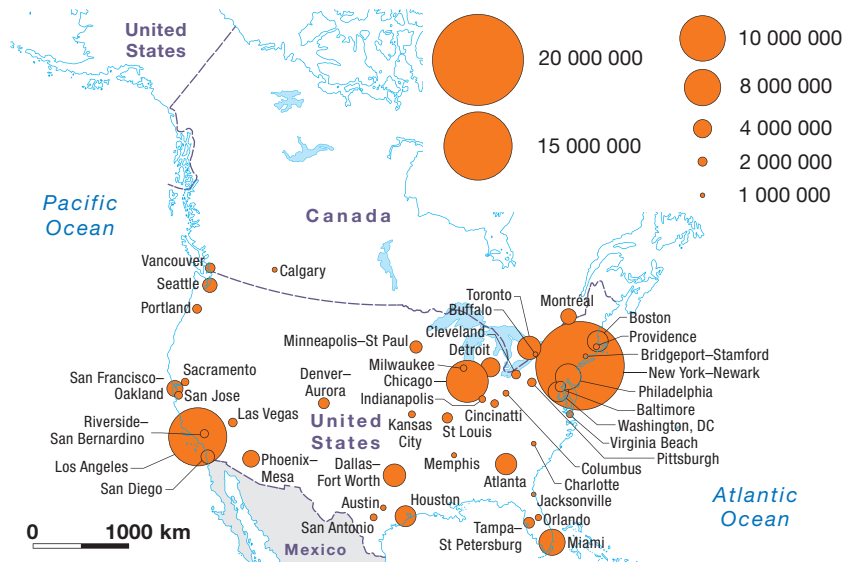 United
States
20 000 000
15 000 000
10 000 000
8 000 000
4 000 000
2 000 000
1 000 000
Pacific
Ocean
Canada
Vancouver
Calgary
Seattle
Portland
Toronto
Buffalo
Cleveland
Detroit
Montréal
Boston
Providence
Bridgeport–Stamford
New York–Newark
Philadelphia
Baltimore
Washington, DC
Virginia Beach
Pittsburgh
Minneapolis–St Paul
Milwaukee
Chicago
Indianapolis
Sacramento
San Francisco–
Oakland
San Jose
Denver–
Aurora
Las Vegas
Riverside–
San Bernardino
Los Angeles
San Diego
United
States
Kansas
City
Cincinnati
St Louis
Phoenix–
Mesa
Dallas–
Fort Worth
Memphis
Atlanta
Columbus
Charlotte
Jacksonville
Austin
San Antonio
Houston
Orlando
Tampa–
St Petersburg
Miami
Atlantic
Ocean
0 1000 km
Mexico